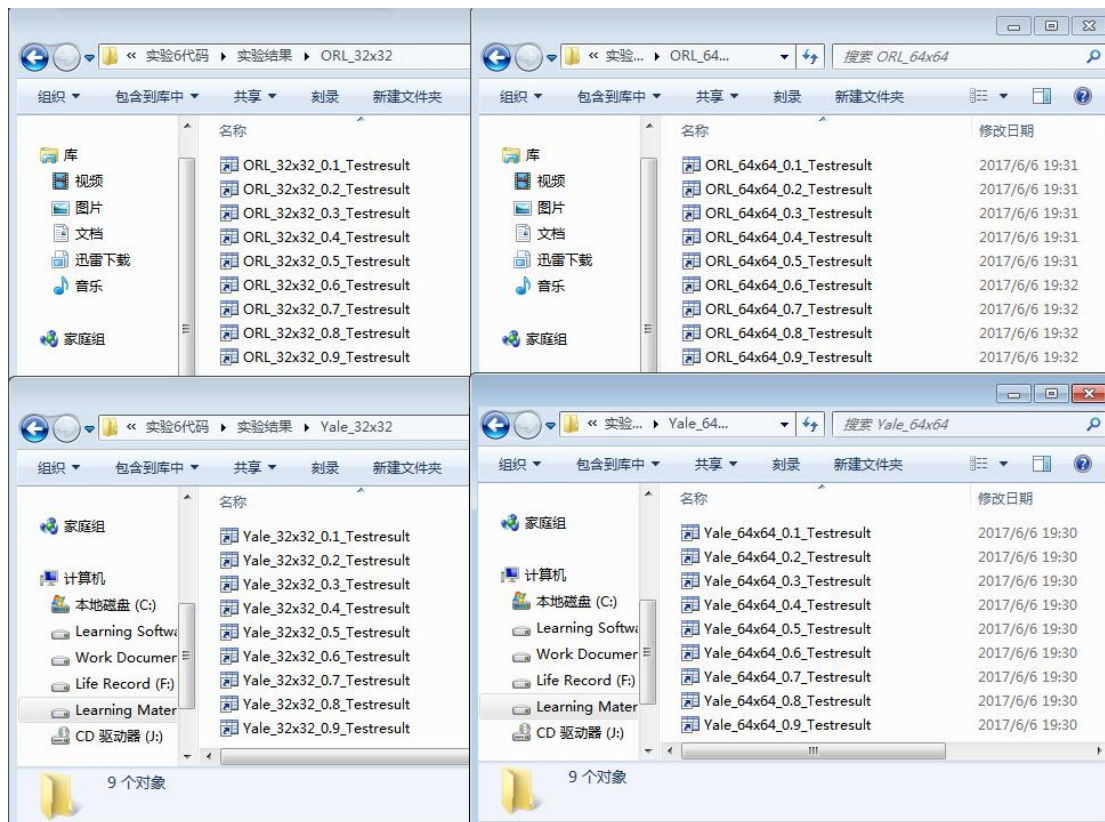 « 实验6代码 ▸ 实验结果 ▸ ORL_32x32
组织 包含到库中 共享 刻录 新建文件夹
名称
库
视频
图片
文档
迅雷下载
音乐
家庭组
ORL_32x32_0.1_Testresult
ORL_32x32_0.2_Testresult
ORL_32x32_0.3_Testresult
ORL_32x32_0.4_Testresult
ORL_32x32_0.5_Testresult
ORL_32x32_0.6_Testresult
ORL_32x32_0.7_Testresult
ORL_32x32_0.8_Testresult
ORL_32x32_0.9_Testresult
« 实验... ▸ ORL_64... 搜索 ORL_64x64
组织 包含到库中 共享 刻录 新建文件夹
名称 修改日期
库
视频
图片
文档
迅雷下载
音乐
家庭组
ORL_64x64_0.1_Testresult 2017/6/6 19:31
ORL_64x64_0.2_Testresult 2017/6/6 19:31
ORL_64x64_0.3_Testresult 2017/6/6 19:31
ORL_64x64_0.4_Testresult 2017/6/6 19:31
ORL_64x64_0.5_Testresult 2017/6/6 19:31
ORL_64x64_0.6_Testresult 2017/6/6 19:32
ORL_64x64_0.7_Testresult 2017/6/6 19:32
ORL_64x64_0.8_Testresult 2017/6/6 19:32
ORL_64x64_0.9_Testresult 2017/6/6 19:32
« 实验6代码 ▸ 实验结果 ▸ Yale_32x32
组织 包含到库中 共享 刻录 新建文件夹
名称
家庭组
计算机
本地磁盘 (C:)
Learning Softwa
Work Documer
Life Record (F:)
Learning Mater
CD 驱动器 (J:)
Yale_32x32_0.1_Testresult
Yale_32x32_0.2_Testresult
Yale_32x32_0.3_Testresult
Yale_32x32_0.4_Testresult
Yale_32x32_0.5_Testresult
Yale_32x32_0.6_Testresult
Yale_32x32_0.7_Testresult
Yale_32x32_0.8_Testresult
Yale_32x32_0.9_Testresult
9 个对象
« 实验... ▸ Yale_64... 搜索 Yale_64x64
组织 包含到库中 共享 刻录 新建文件夹
名称 修改日期
家庭组
计算机
本地磁盘 (C:)
Learning Softwa
Work Documer
Life Record (F:)
Learning Mater
CD 驱动器 (J:)
Yale_64x64_0.1_Testresult 2017/6/6 19:30
Yale_64x64_0.2_Testresult 2017/6/6 19:30
Yale_64x64_0.3_Testresult 2017/6/6 19:30
Yale_64x64_0.4_Testresult 2017/6/6 19:30
Yale_64x64_0.5_Testresult 2017/6/6 19:30
Yale_64x64_0.6_Testresult 2017/6/6 19:30
Yale_64x64_0.7_Testresult 2017/6/6 19:30
Yale_64x64_0.8_Testresult 2017/6/6 19:30
Yale_64x64_0.9_Testresult 2017/6/6 19:30
9 个对象